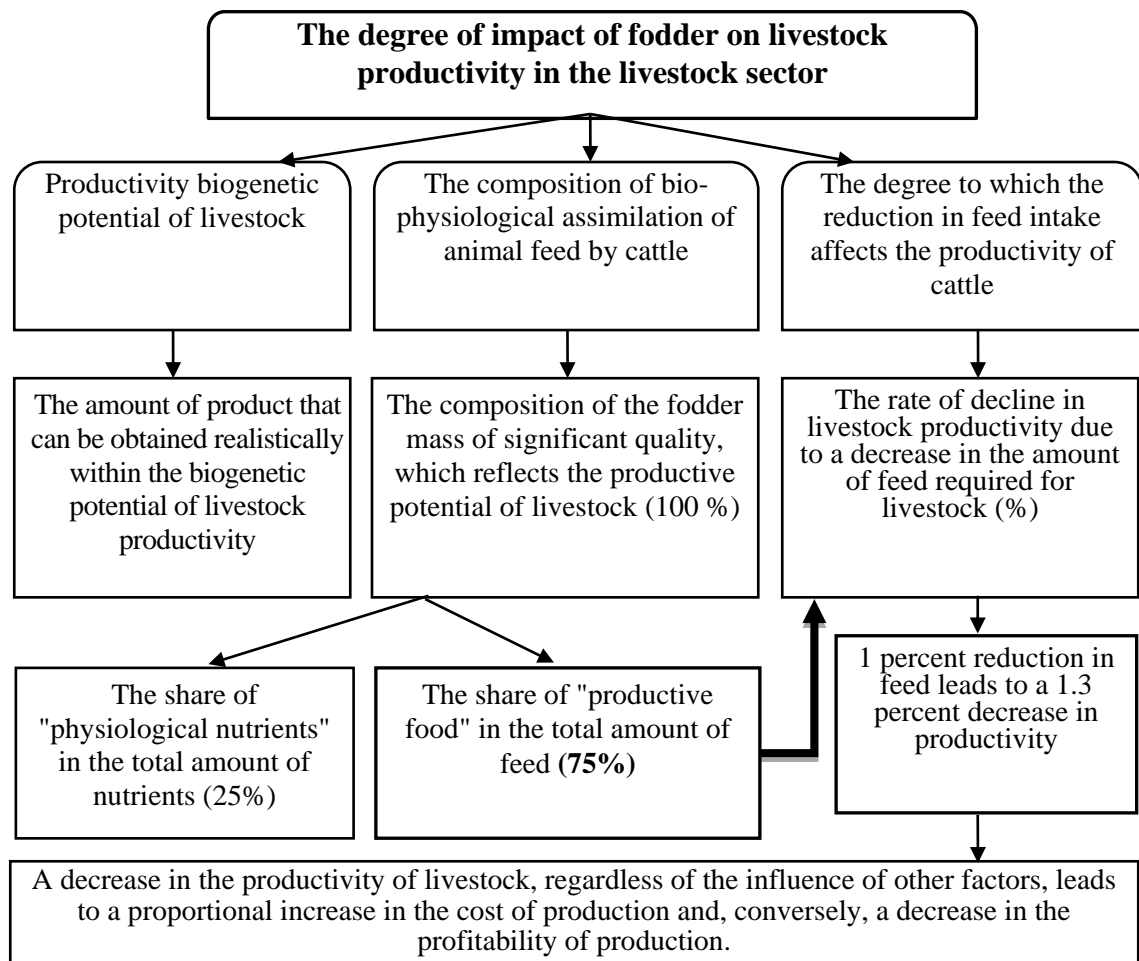 The degree of impact of fodder on livestock
productivity in the livestock sector
Productivity biogenetic
potential of livestock
The composition of bio-
physiological assimilation of
animal feed by cattle
The degree to which the
reduction in feed intake
affects the productivity of
cattle
The amount of product that
can be obtained realistically
within the biogenetic
potential of livestock
productivity
The composition of the fodder
mass of significant quality,
which reflects the productive
potential of livestock (100 %)
The rate of decline in
livestock productivity due
to a decrease in the amount
of feed required for
livestock (%)
The share of
"physiological nutrients"
in the total amount of
nutrients (25%)
The share of "productive
food" in the total amount of
feed (75%)
1 percent reduction in
feed leads to a 1.3
percent decrease in
productivity
A decrease in the productivity of livestock, regardless of the influence of other factors, leads
to a proportional increase in the cost of production and, conversely, a decrease in the
profitability of production.